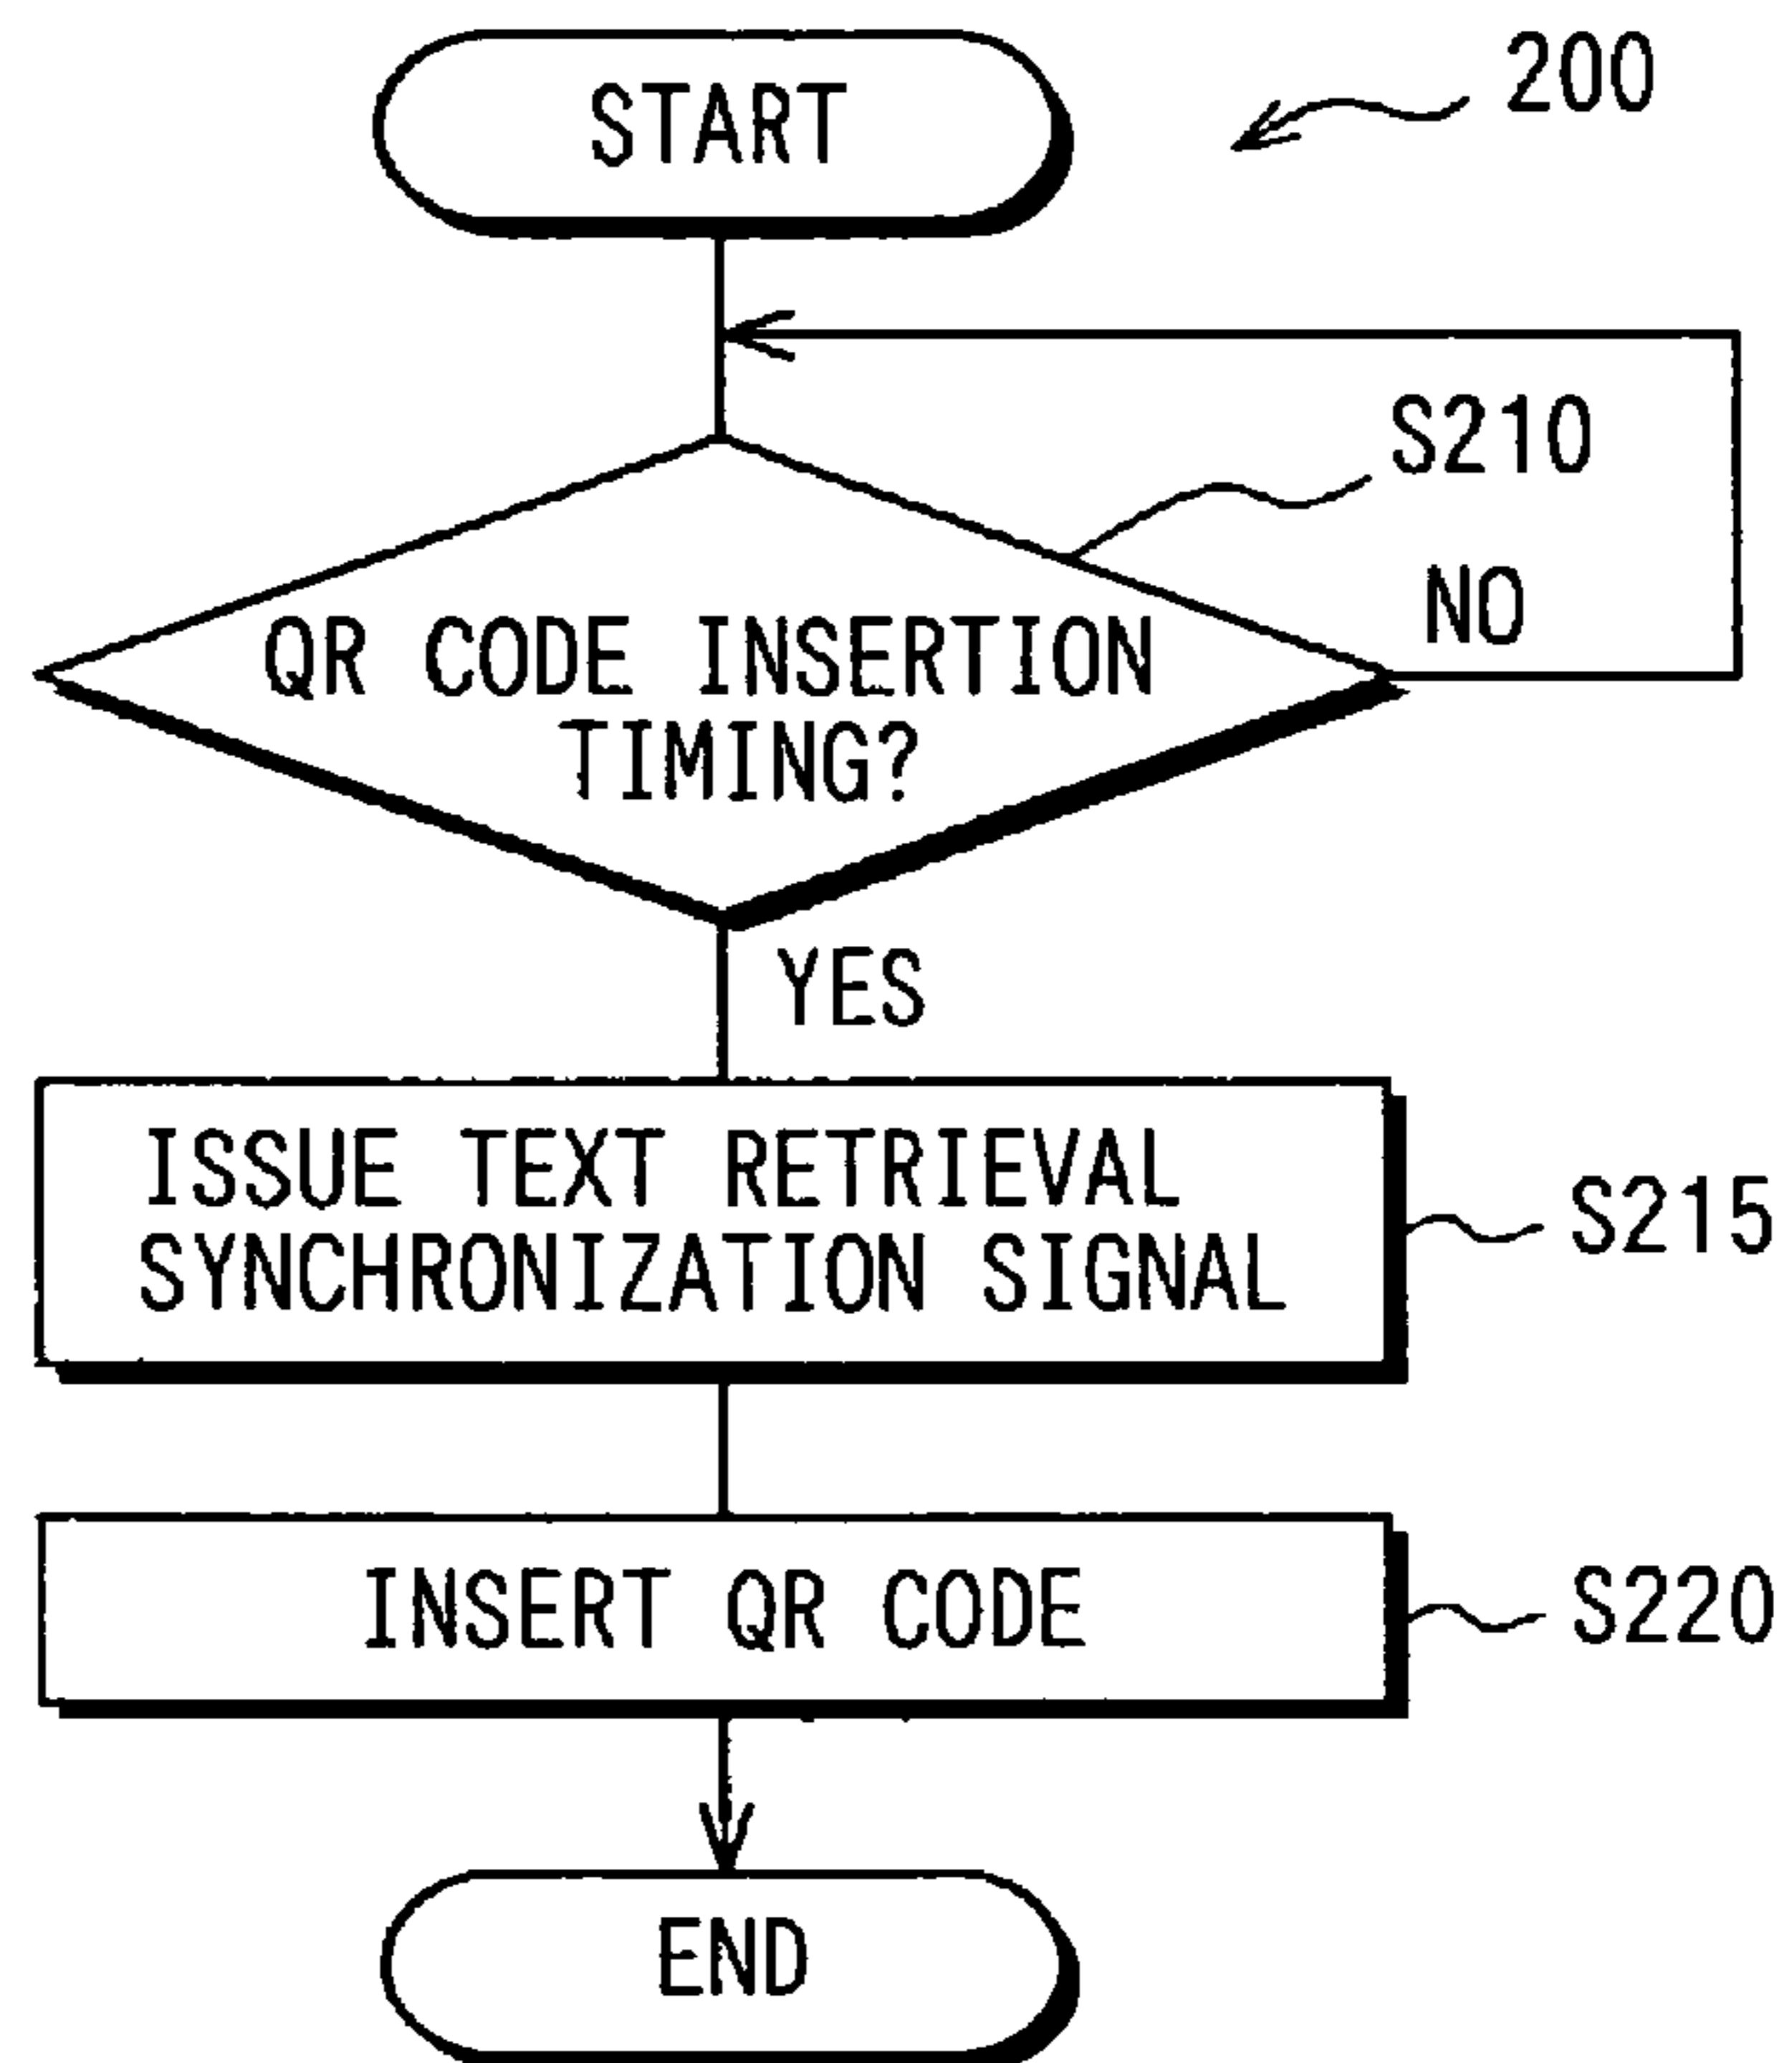 START
200
S210
NO
QR CODE INSERTION
TIMING?
YES
ISSUE TEXT RETRIEVAL
SYNCHRONIZATION SIGNAL
S215
INSERT QR CODE
S220
END